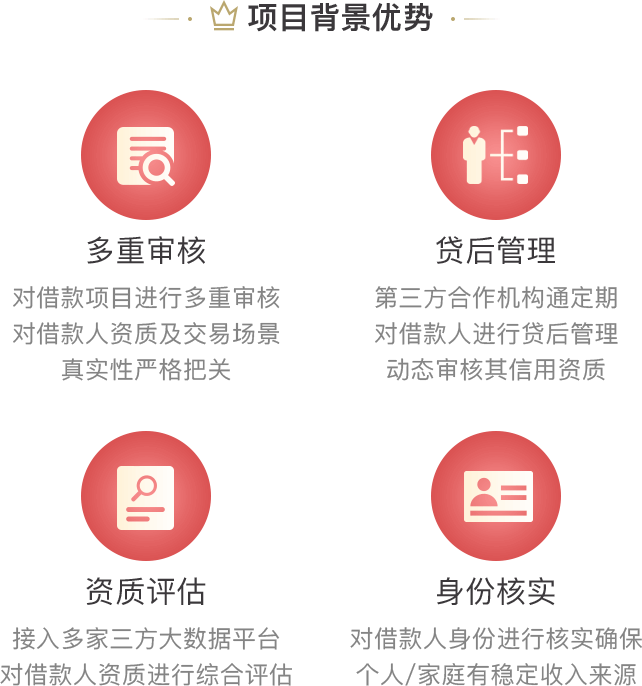 项目背景优势
多重审核
对借款项目进行多重审核
对借款人资质及交易场景
真实性严格把关
贷后管理
第三方合作机构通定期
对借款人进行贷后管理
动态审核其信用资质
资质评估
接入多家三方大数据平台
对借款人资质进行综合评估
身份核实
对借款人身份进行核实确保
个人/家庭有稳定收入来源